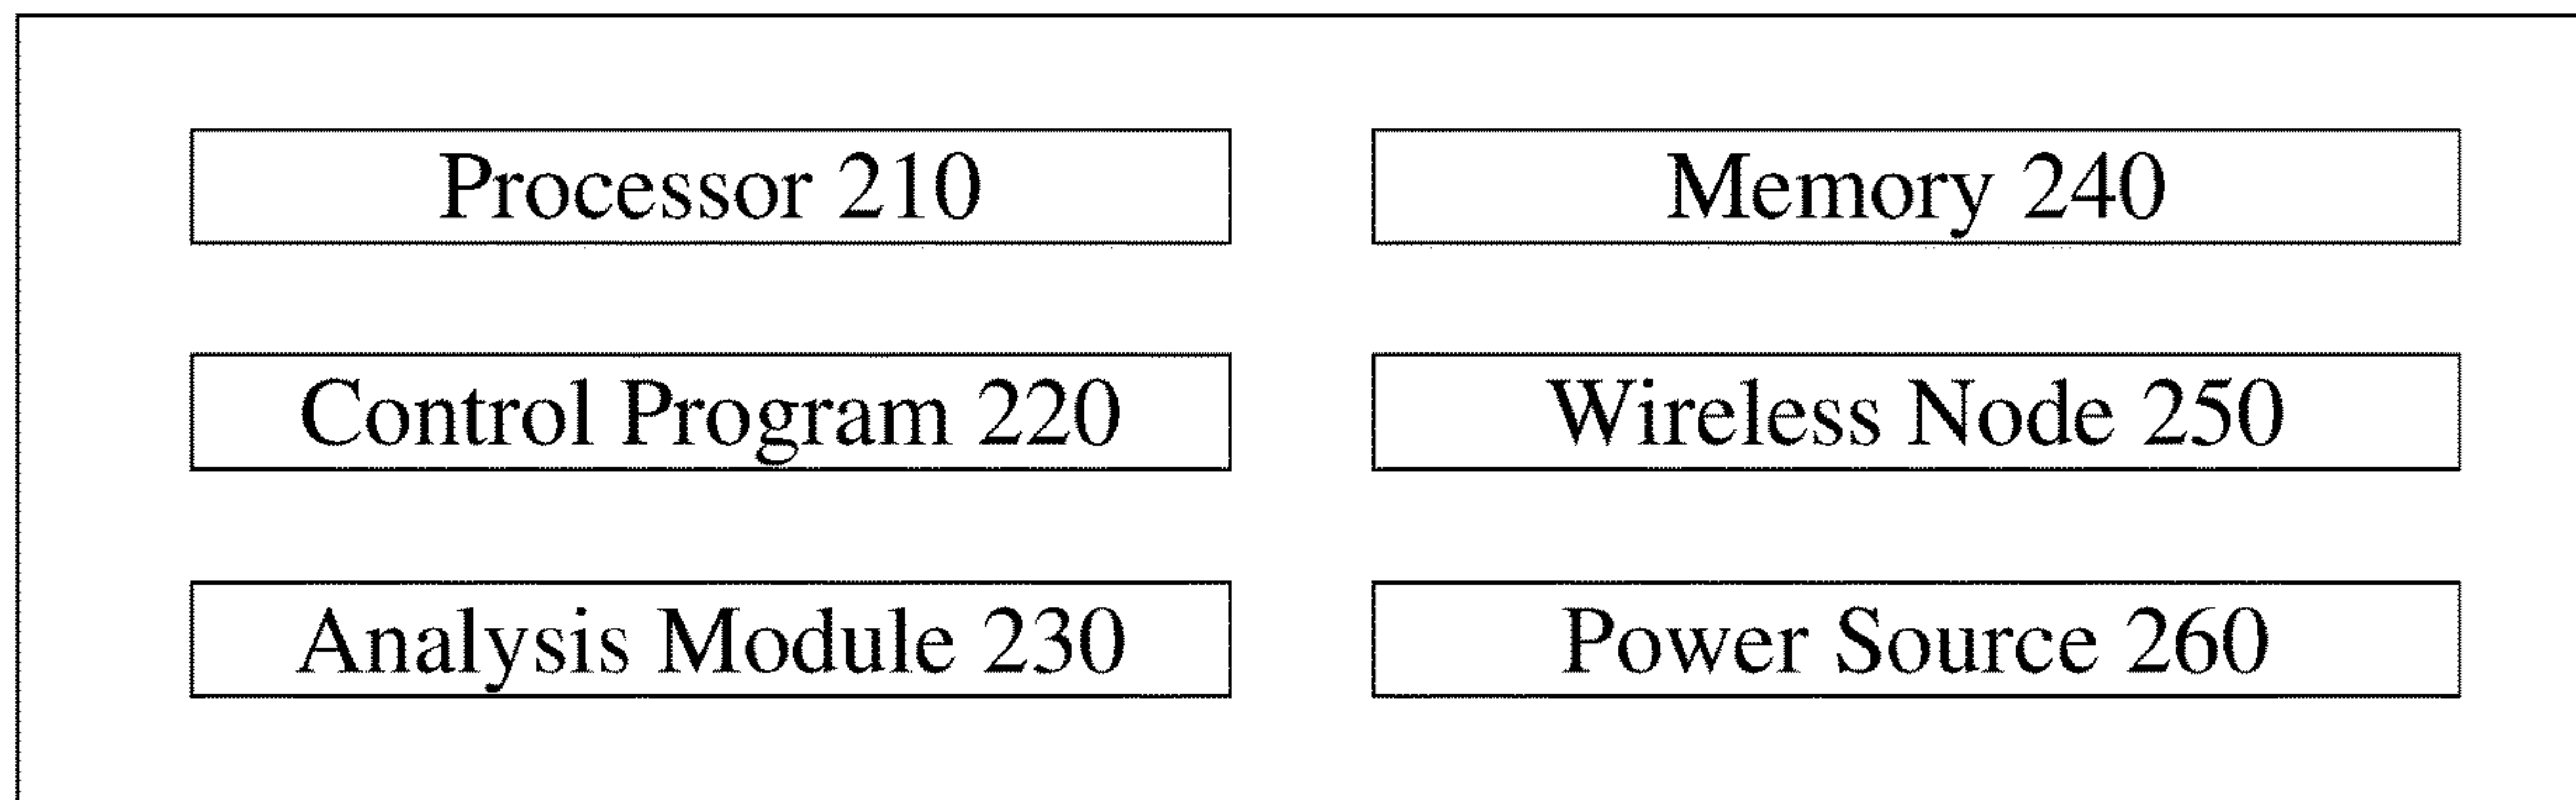 Processor 210
Memory 240
Control Program 220
Wireless Node 250
Analysis Module 230
Power Source 260